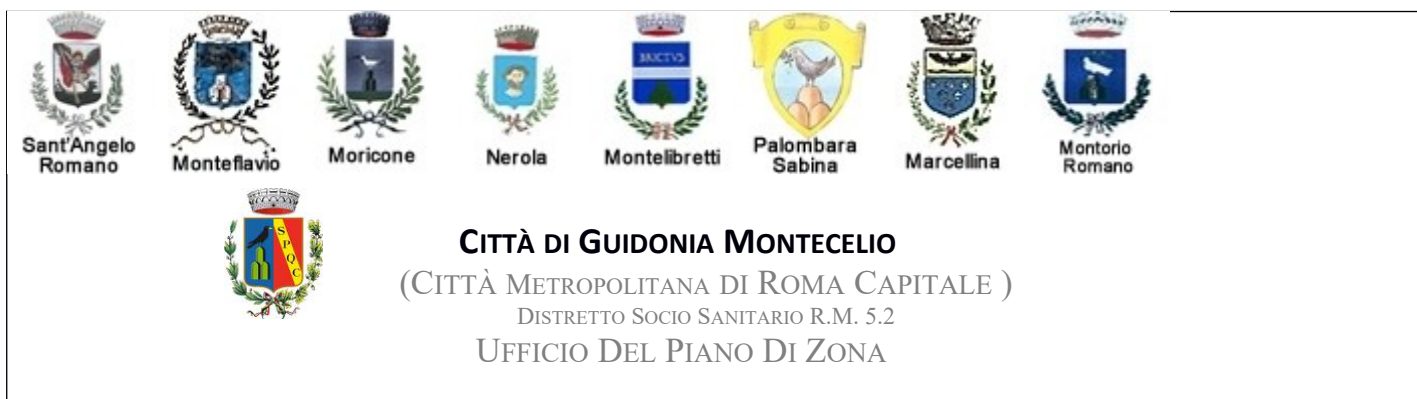 Sant'Angelo
Romano
Monteflavio
Moricone
Nerola
BRICTVS
Montelibretti
Palombara
Sabina
Marcellina
Montorio
Romano
S
P
Q
C
CITTÀ DI GUIDONIA MONTECELIO
(CITTÀ METROPOLITANA DI ROMA CAPITALE )
DISTRETTO SOCIO SANITARIO R.M. 5.2
UFFICIO DEL PIANO DI ZONA